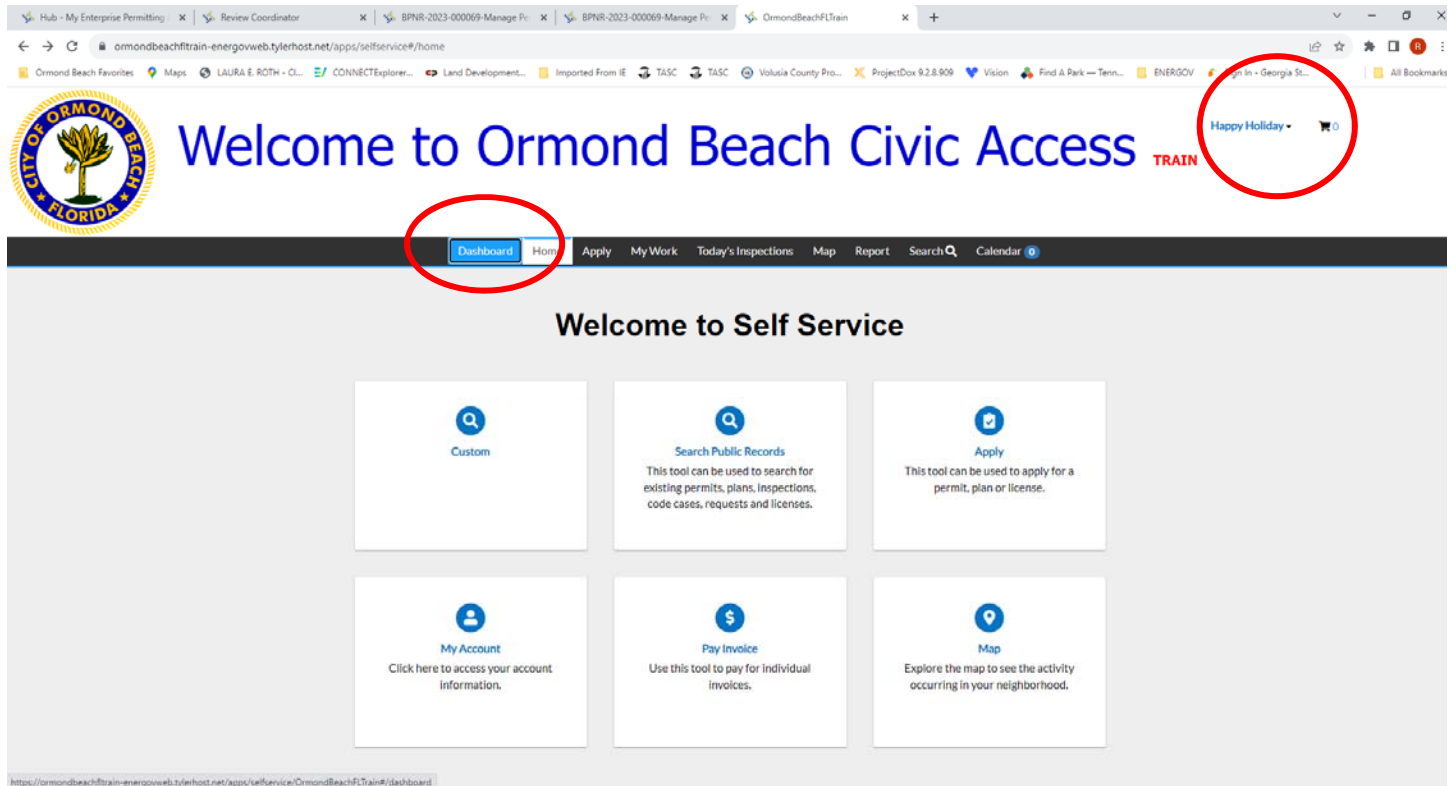 Hub - My Enterprise Permitting
Review Coordinator
BPNR-2023-000069-Manage Pe
BPNR-2023-000069-Manage Pe
OrmondBeachFLTrain
ormondbeachfltrain-energovweb.tylerhost.net/apps/selfservice#/home
Ormond Beach Favorites Maps LAURA E. ROTH - Cl... CONNECTExplorer... Land Development... Imported From IE TASC TASC Volusia County Pro... ProjectDox 9.2.8.909 Vision Find A Park — Tenn... ENERGOV Sign In - Georgia St... All Bookmarks
R
CITY OF ORMOND BEACH
FLORIDA
Welcome to Ormond Beach Civic Access TRAIN
Happy Holiday 0
Dashboard Home Apply My Work Today's Inspections Map Report Search Calendar 0
Welcome to Self Service
Custom
Search Public Records
This tool can be used to search for
existing permits, plans, inspections,
code cases, requests and licenses.
Apply
This tool can be used to apply for a
permit, plan or license.
My Account
Click here to access your account
information.
Pay Invoice
Use this tool to pay for individual
invoices.
Map
Explore the map to see the activity
occurring in your neighborhood.
https://ormondbeachfltrain-energovweb.tylerhost.net/apps/selfservice/OrmondBeachFLTrain#/dashboard